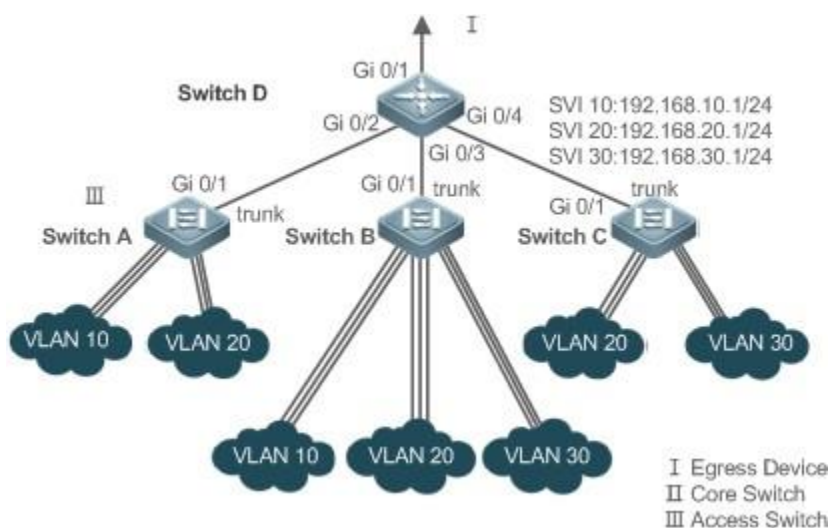 I
Gi 0/1
Switch D
Gi 0/2
Gi 0/4
Gi 0/3
SVI 10:192.168.10.1/24
SVI 20:192.168.20.1/24
SVI 30:192.168.30.1/24
III
Gi 0/1
trunk
Gi 0/1
trunk
trunk
Gi 0/1
Switch A
Switch B
Switch C
VLAN 10
VLAN 20
VLAN 20
VLAN 30
VLAN 10
VLAN 20
VLAN 30
I Egress Device
II Core Switch
III Access Switch